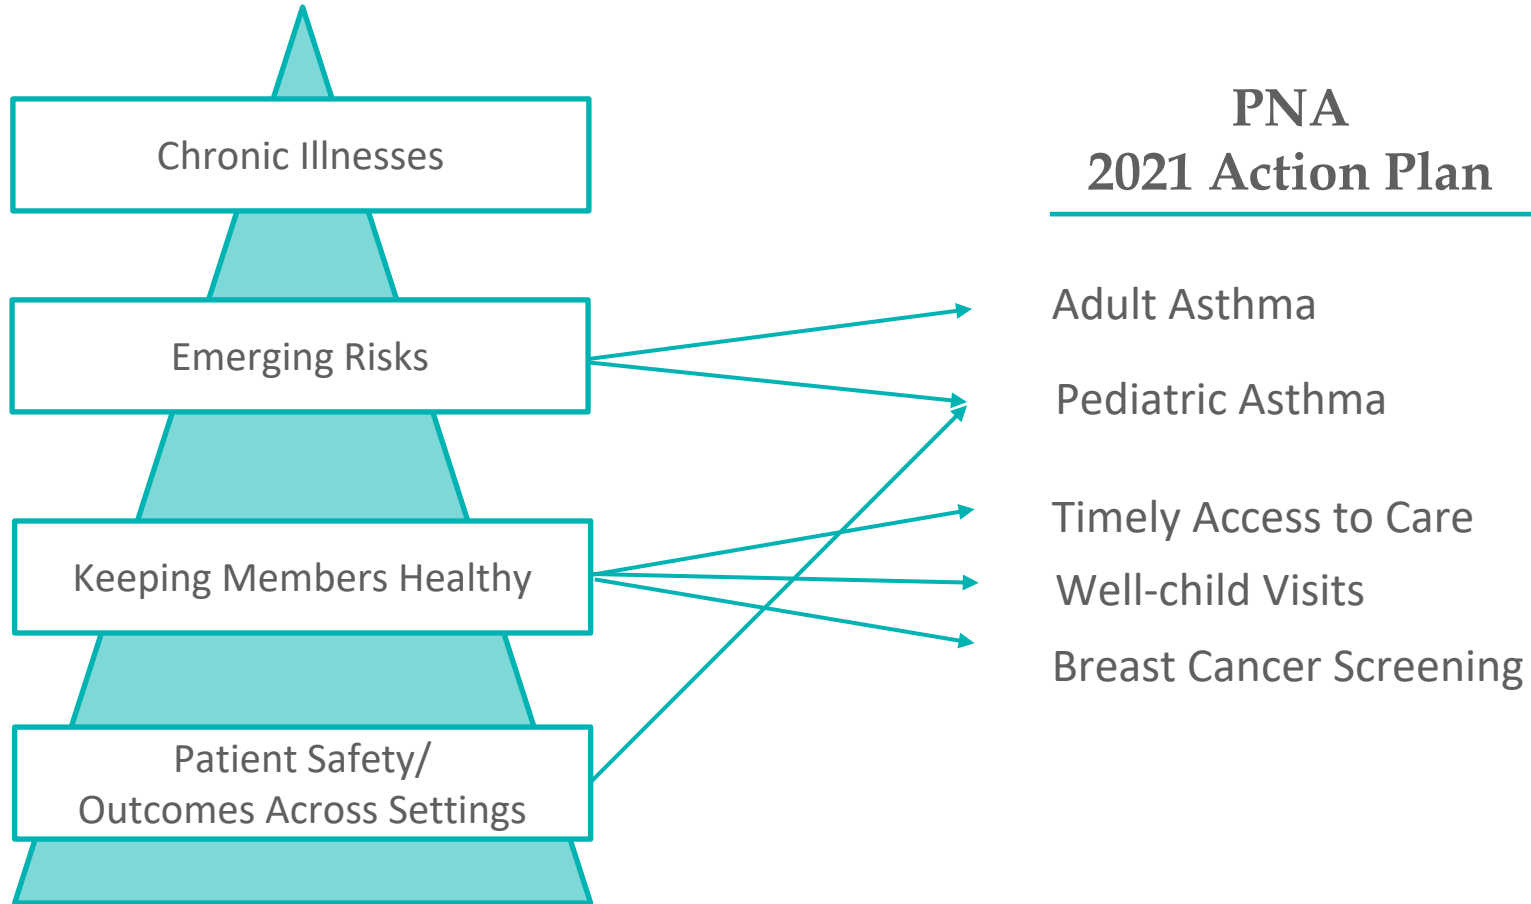 Chronic Illnesses
Emerging Risks
Keeping Members Healthy
Patient Safety/
Outcomes Across Settings
PNA
2021 Action Plan
Adult Asthma
Pediatric Asthma
Timely Access to Care
Well-child Visits
Breast Cancer Screening